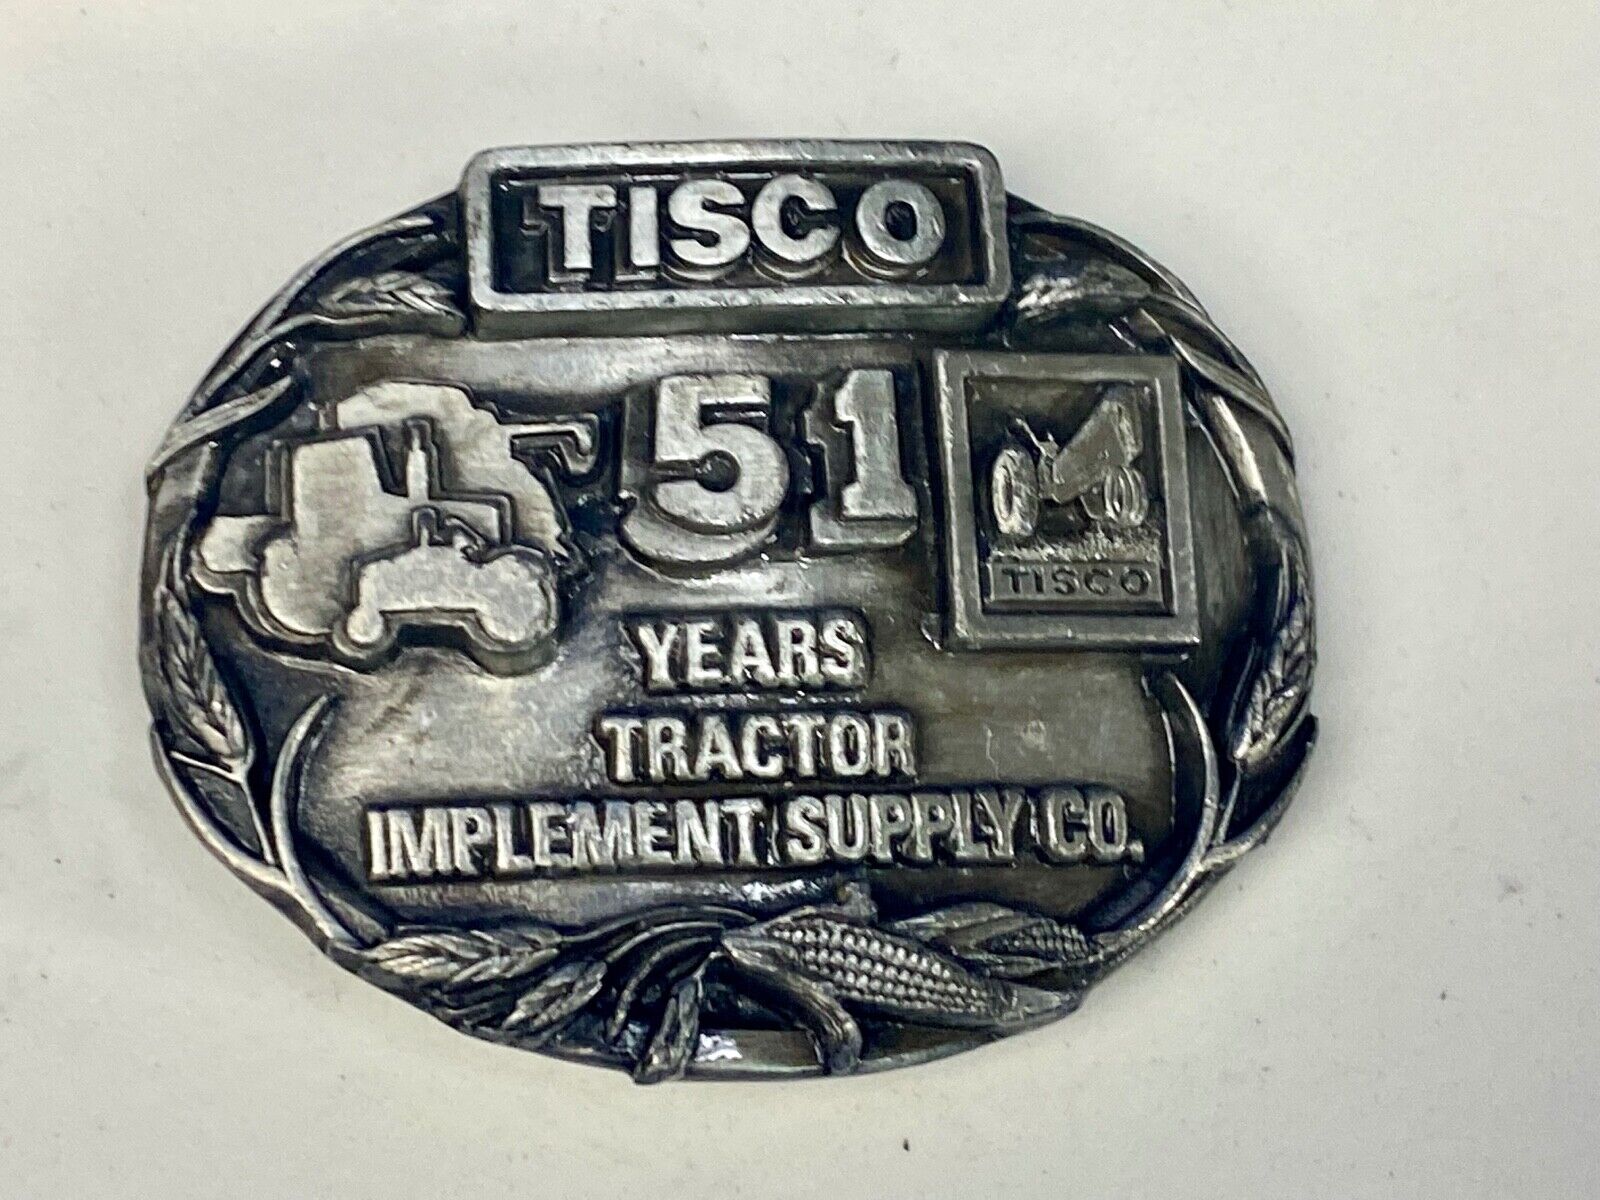 TISCO
51
TISCO
YEARS
TRACTOR
IMPLEMENT SUPPLY CO.